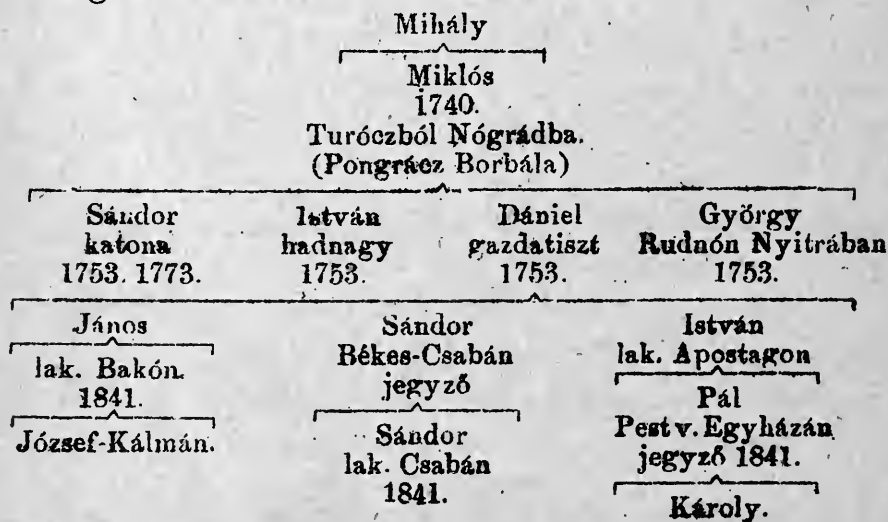 Mihály
Miklós
1740.
Turóczból Nógrádba.
(Pongrácz Borbála)
Sándor István Dániel György
katona hadnagy gazdatiszt Rudnón Nyitrában
1753. 1773. 1753. 1753. 1753.
János Sándor István
lak. Bakón. Békes-Csabán lak. Apostagon
1841. jegyző Pál
József-Kálmán. Sándor Pest v. Egyházán
lak. Csabán jegyző 1841.
1841. Károly.